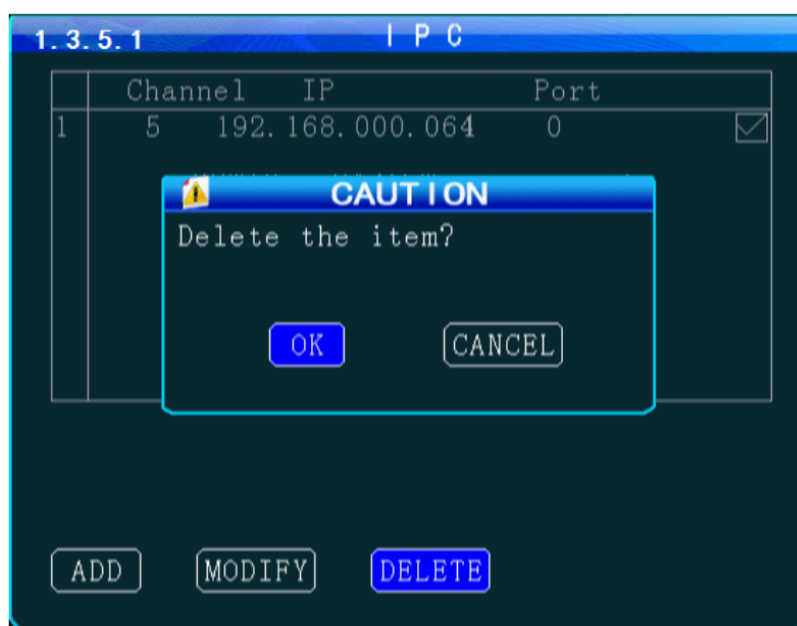 1.3.5.1 IPC
Channel IP Port
1 5 192.168.000.064 0
CAUTION
Delete the item?
OK CANCEL
ADD MODIFY DELETE